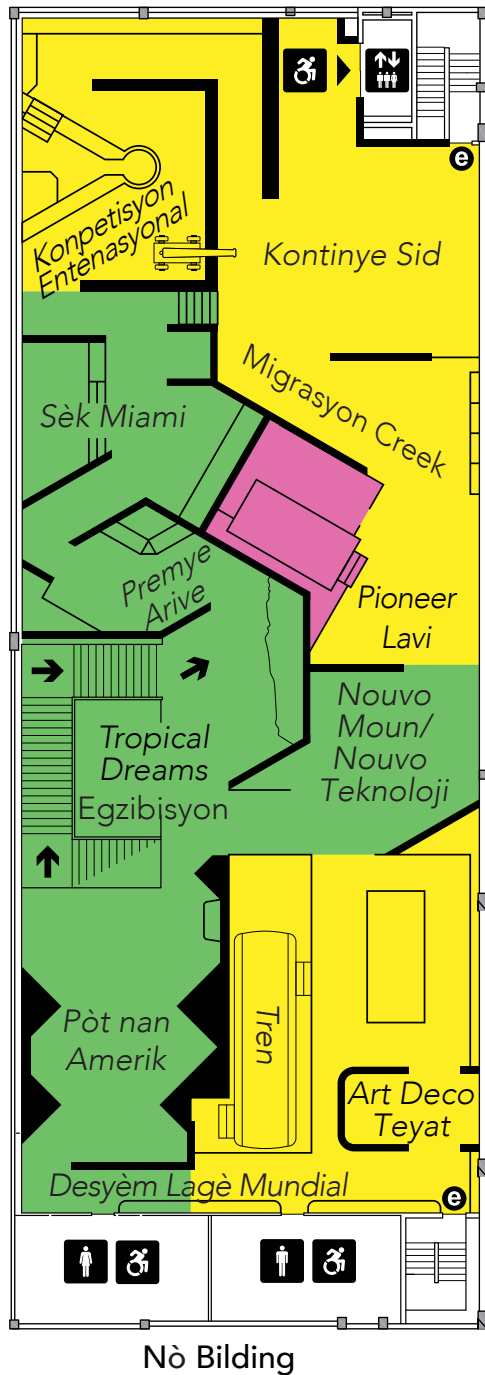 e
Konpetisyon
Entenasyonal
Kontinye Sid
Migrasyon Creek
Sèk Miami
Premye
Arive
Pioneer
Lavi
Nouvo
Moun/
Nouvo
Teknoloji
Tropical
Dreams
Egzibisyon
Pòt nan
Amerik
Tren
Art Deco
Teyat
Desyèm Lagè Mundial
e
Nò Bilding